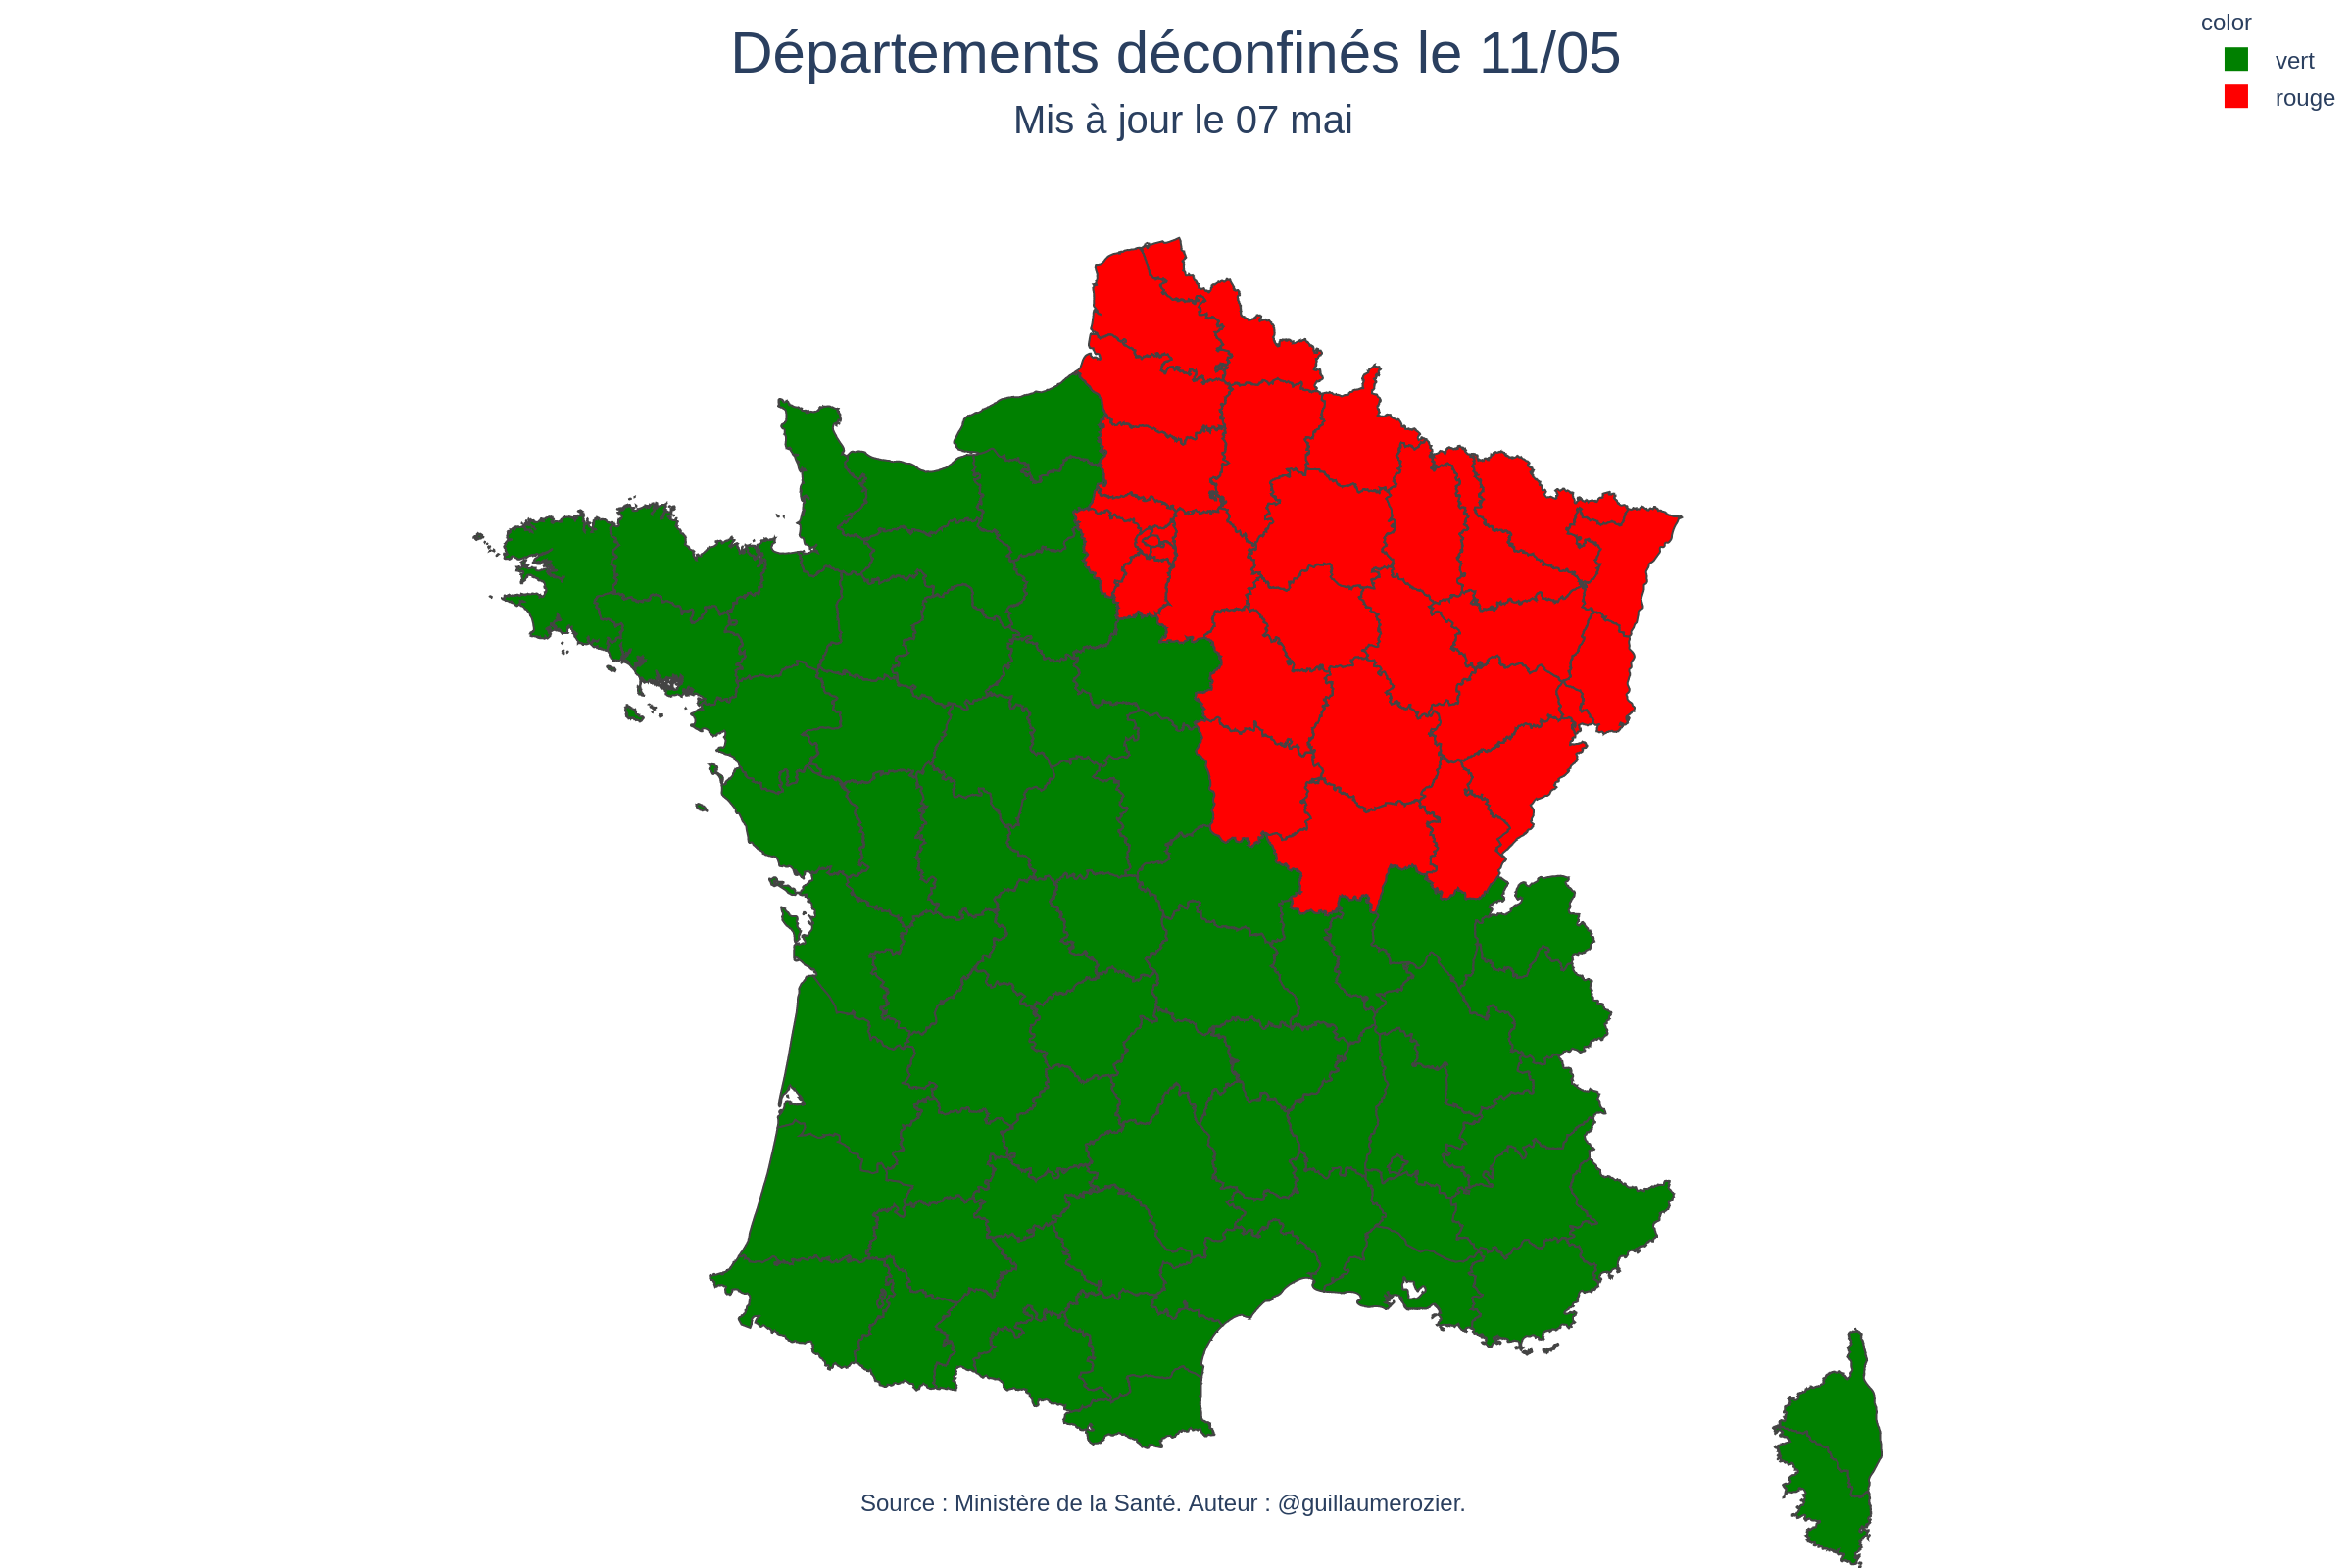 Départements déconfinés le 11/05
Mis à jour le 07 mai
color
vert
rouge
Source : Ministère de la Santé. Auteur : @guillaumerozier.